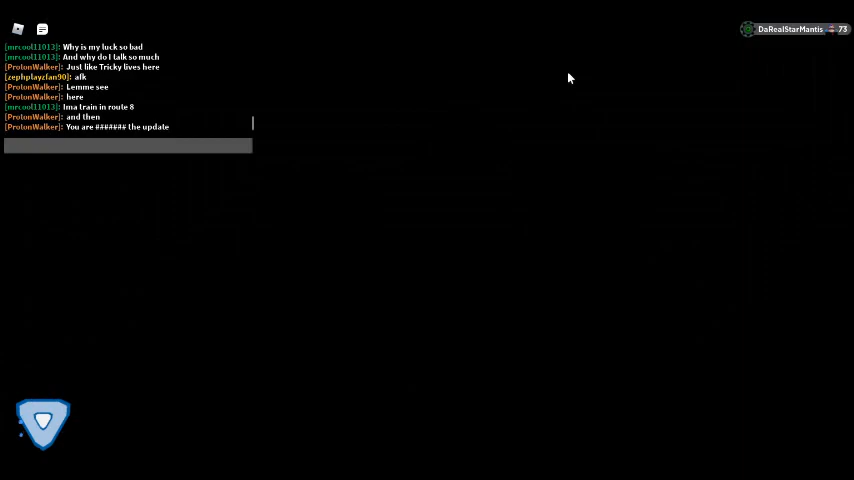 DaRealStarMantis 73
[mrcool11013]: Why is my luck so bad
[mrcool11013]: And why do I talk so much
[ProtonWalker]: Just like Tricky lives here
[zephplayzfan90]: afk
[ProtonWalker]: Lemme see
[ProtonWalker]: here
[mrcool11013]: Ima train in route 8
[ProtonWalker]: and then
[ProtonWalker]: You are ####### the update